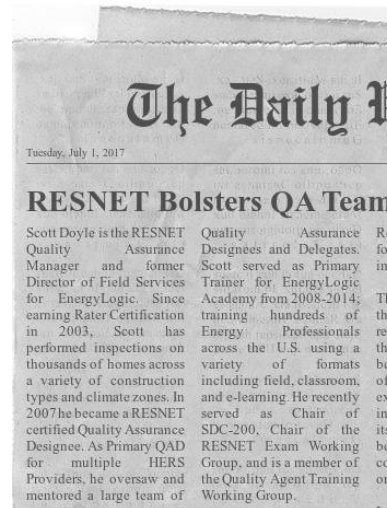 The Daily
Tuesday, July 1, 2017
RESNET Bolsters QA Team
Scott Doyle is the RESNET
Quality Assurance
Manager and former
Director of Field Services
for EnergyLogic. Since
earning Rater Certification
in 2003, Scott has
performed inspections on
thousands of homes across
a variety of construction
types and climate zones. In
2007 he became a RESNET
certified Quality Assurance
Designee. As Primary QAD
for multiple HERS
Providers, he oversaw and
mentored a large team of
Quality Assurance
Designees and Delegates.
Scott served as Primary
Trainer for EnergyLogic
Academy from 2008-2014;
training hundreds of
Energy Professionals
across the U.S. using a
variety of formats
including field, classroom,
and e-learning. He recently
served as Chair of
SDC-200, Chair of the
RESNET Exam Working
Group, and is a member of
the Quality Agent Training
Working Group.